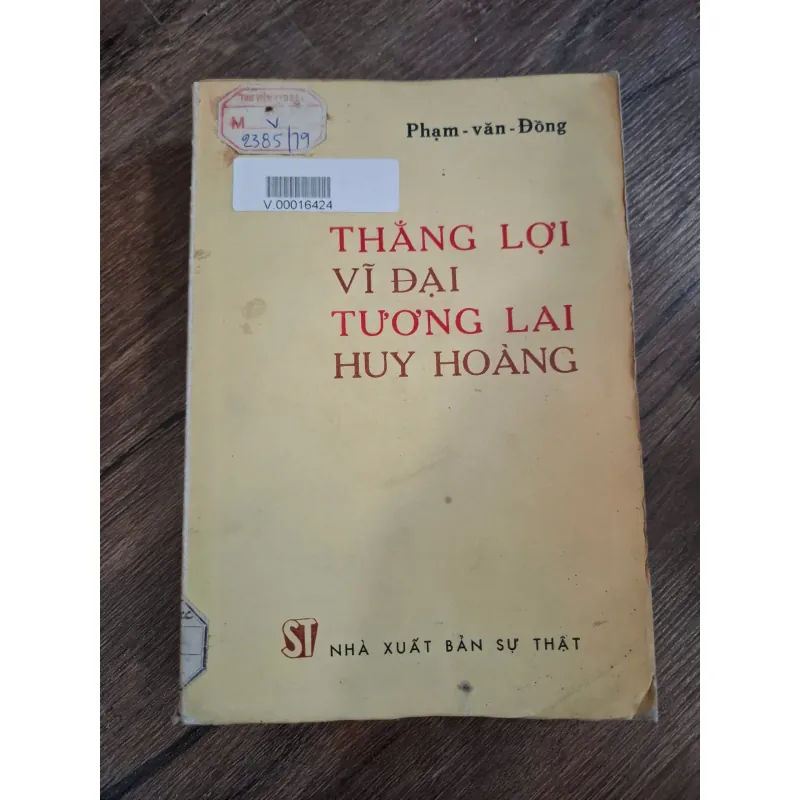 M V
2385/79
V.00016424
Phạm-văn-Đồng
THẮNG LỢI
VĨ ĐẠI
TƯƠNG LAI
HUY HOÀNG
ST NHÀ XUẤT BẢN SỰ THẬT